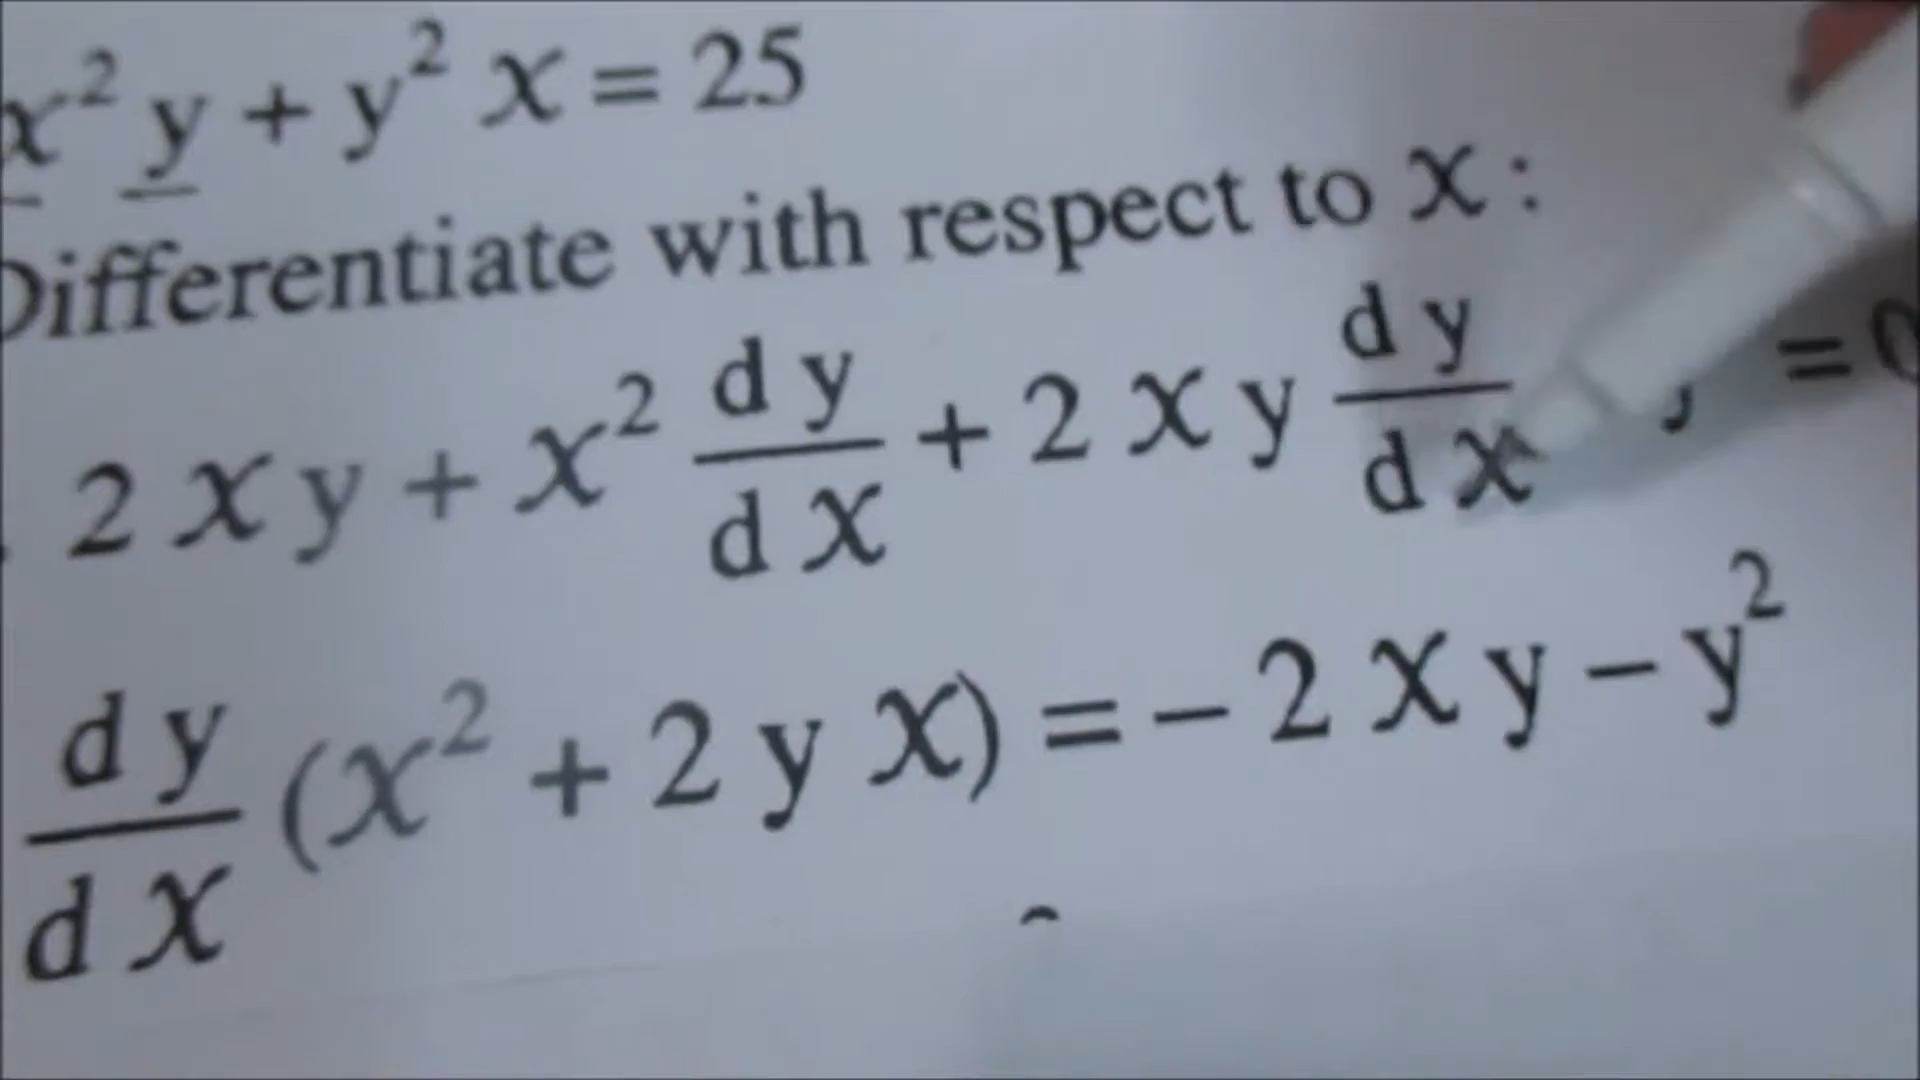 x² y + y² x = 25
Differentiate with respect to x :
2 x y + x² dy/dx + 2 x y dy/dx = 0
dy/dx (x² + 2 y x) = − 2 x y − y²